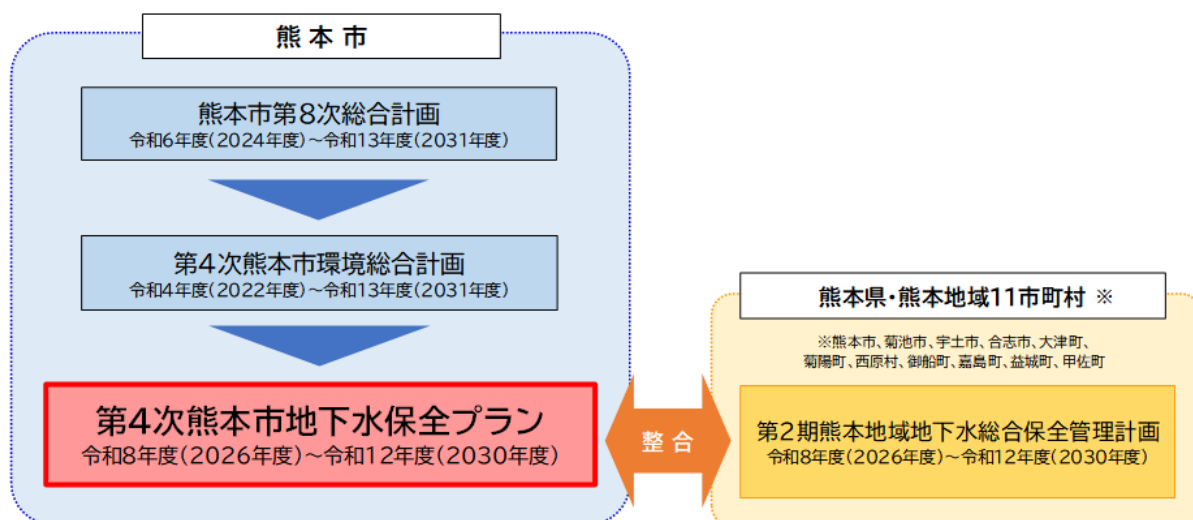 熊本市
熊本市第8次総合計画
令和6年度(2024年度)～令和13年度(2031年度)
第4次熊本市環境総合計画
令和4年度(2022年度)～令和13年度(2031年度)
第4次熊本市地下水保全プラン
令和8年度(2026年度)～令和12年度(2030年度)
整合
熊本県・熊本地域11市町村 ※
※熊本市、菊池市、宇土市、合志市、大津町、
菊陽町、西原村、御船町、嘉島町、益城町、甲佐町
第2期熊本地域地下水総合保全管理計画
令和8年度(2026年度)～令和12年度(2030年度)